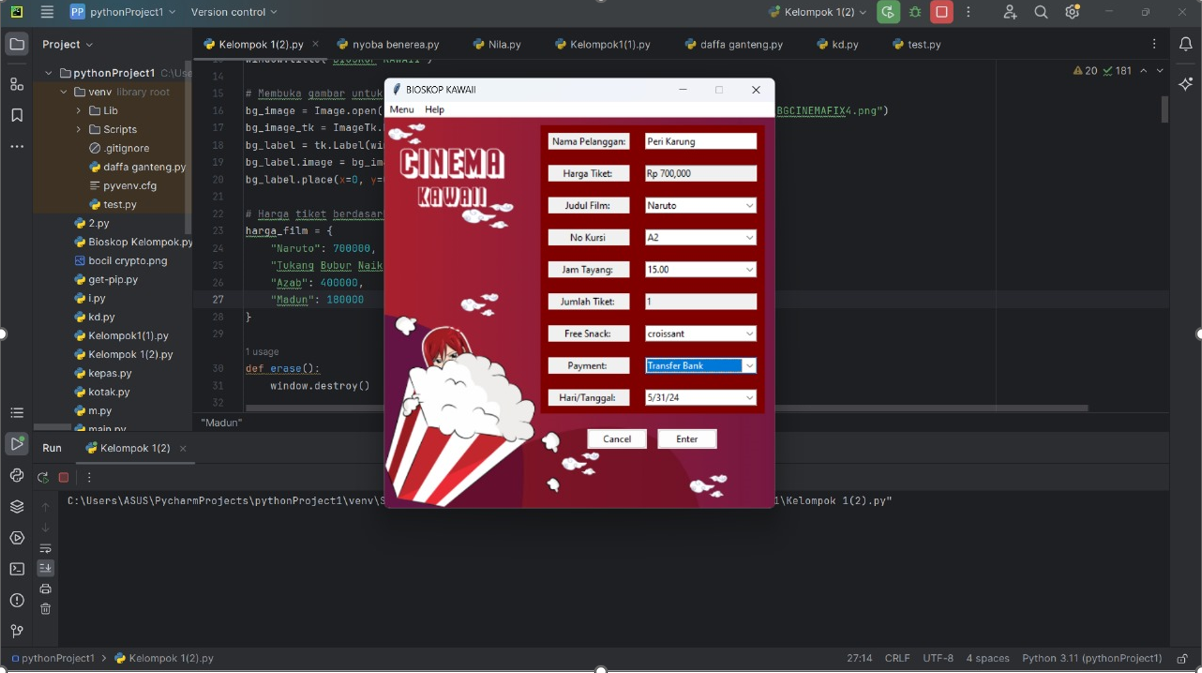 PP pythonProject1 Version control Kelompok 1(2)
Project
Kelompok 1(2).py nyoba benerea.py Nila.py Kelompok1(1).py daffa ganteng.py kd.py test.py
pythonProject1 C:\Use
venv library root
Lib
Scripts
.gitignore
daffa ganteng.py
pyvenv.cfg
test.py
2.py
Bioskop Kelompok.py
bocil crypto.png
get-pip.py
i.py
kd.py
Kelompok1(1).py
Kelompok 1(2).py
kepas.py
kotak.py
m.py
main.py
20 181
14
15 # Membuka gambar untuk
16 bg_image = Image.open( BGCINEMAFIX4.png")
17 bg_image_tk = ImageTk.
18 bg_label = tk.Label(wi
19 bg_label.image = bg_im
20 bg_label.place(x=0, y=
21
22 # Harga tiket berdasar
23 harga_film = {
24 "Naruto": 700000,
25 "Tukang Bubur Naik
26 "Azab": 400000,
27 "Madun": 180000
28 }
29
1 usage
30 def erase():
31 window.destroy()
32
"Madun"
BIOSKOP KAWAII
Menu Help
CINEMA
KAWAII
Nama Pelanggan: Peri Karung
Harga Tiket: Rp 700,000
Judul Film: Naruto
No Kursi A2
Jam Tayang: 15.00
Jumlah Tiket: 1
Free Snack: croissant
Payment: Transfer Bank
Hari/Tanggal: 5/31/24
Cancel Enter
Run Kelompok 1(2)
C:\Users\ASUS\PycharmProjects\pythonProject1\venv\S 1\Kelompok 1(2).py"
pythonProject1 Kelompok 1(2).py
27:14 CRLF UTF-8 4 spaces Python 3.11 (pythonProject1)